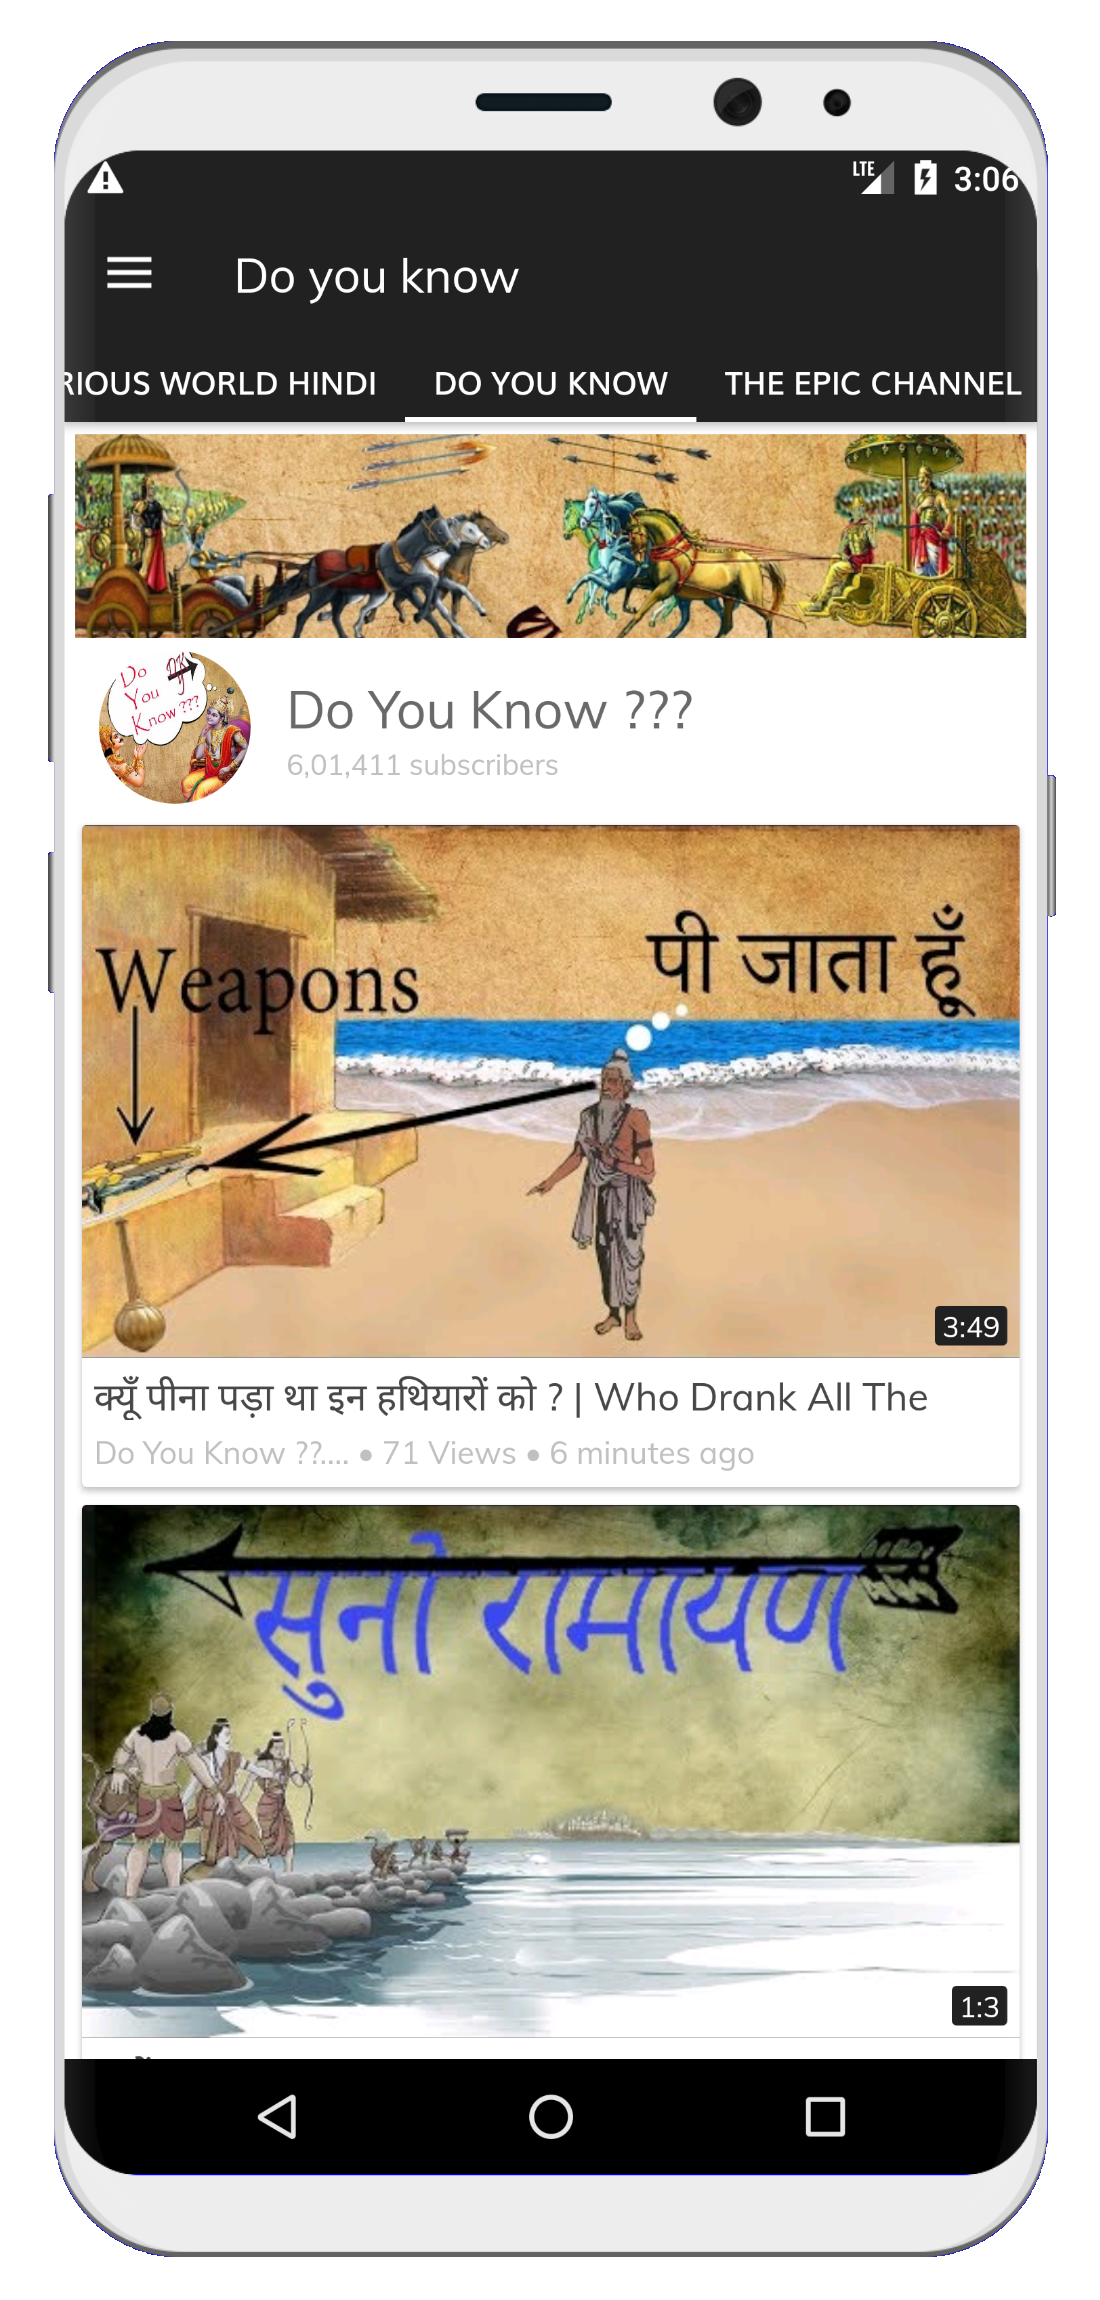 LTE 3:06
Do you know
RIOUS WORLD HINDI DO YOU KNOW THE EPIC CHANNEL
Do
You
Know ???
Do You Know ???
6,01,411 subscribers
Weapons
पी जाता हूँ
3:49
क्यूँ पीना पड़ा था इन हथियारों को ? | Who Drank All The
Do You Know ??.... • 71 Views • 6 minutes ago
सुनो रामायण
1:3